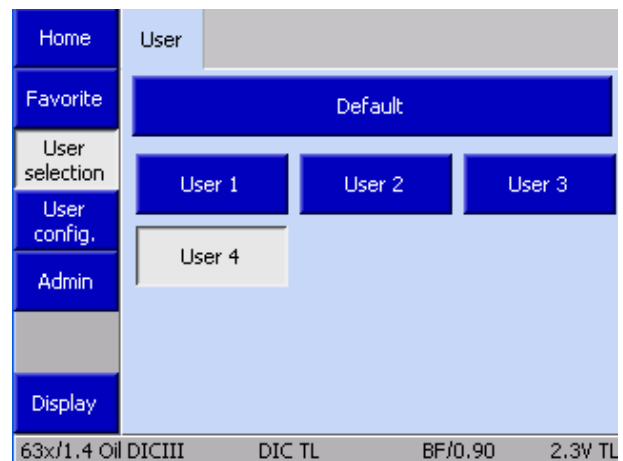 Home
User
Favorite
Default
User
selection
User 1
User 2
User 3
User
config.
User 4
Admin
Display
63x/1.4 Oil DICIII DIC TL BF/0.90 2.3V TL